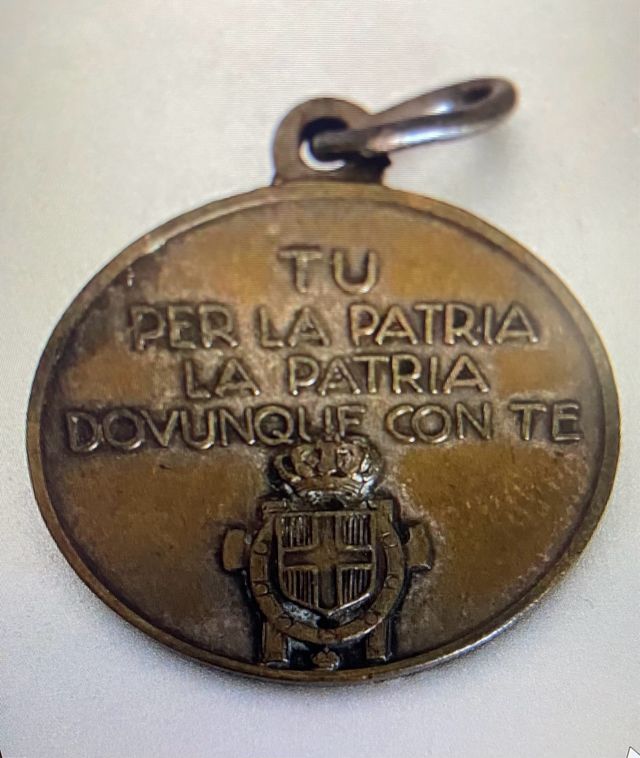 TU
PER LA PATRIA
LA PATRIA
DOVUNQUE CON TE